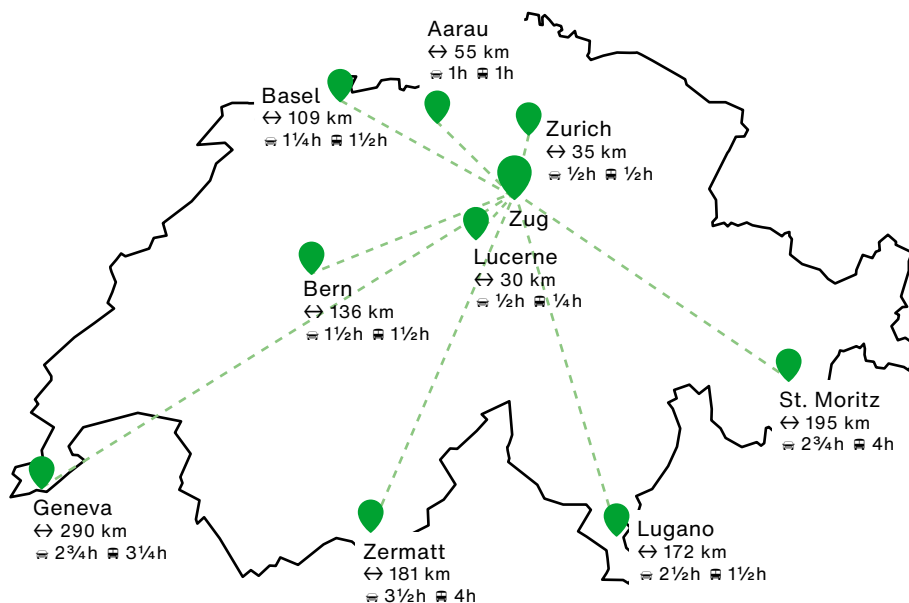 Aarau
↔ 55 km
1h 1h
Basel
↔ 109 km
1¼h 1½h
Zurich
↔ 35 km
½h ½h
Zug
Lucerne
↔ 30 km
½h ¼h
Bern
↔ 136 km
1½h 1½h
St. Moritz
↔ 195 km
2¾h 4h
Geneva
↔ 290 km
2¾h 3¼h
Zermatt
↔ 181 km
3½h 4h
Lugano
↔ 172 km
2½h 1½h